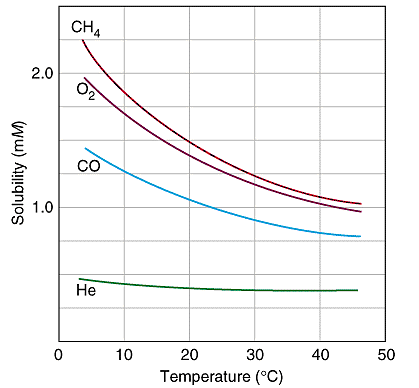 CH4
2.0
O2
CO
Solubility (mM)
1.0
He
0 10 20 30 40 50
Temperature (°C)